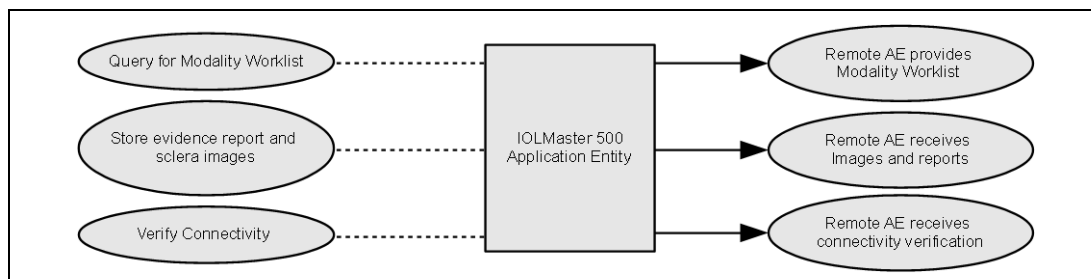 Query for Modality Worklist
Store evidence report and
sclera images
Verify Connectivity
IOLMaster 500
Application Entity
Remote AE provides
Modality Worklist
Remote AE receives
Images and reports
Remote AE receives
connectivity verification